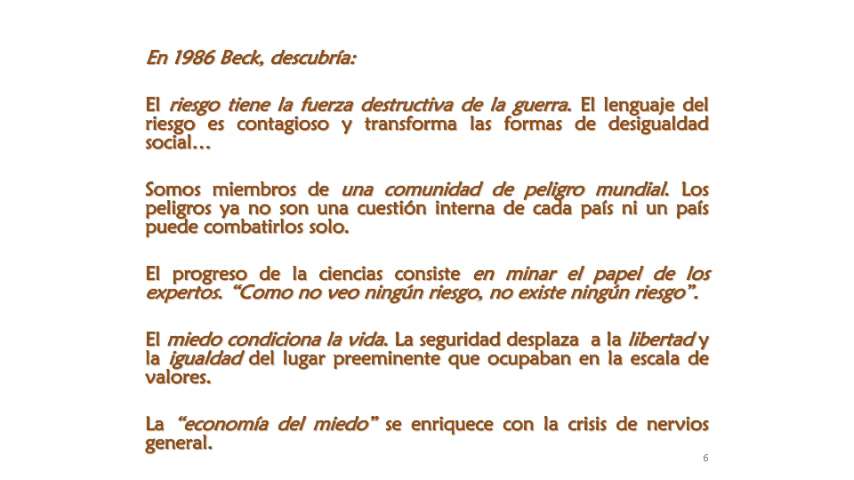 En 1986 Beck, descubría:
El riesgo tiene la fuerza destructiva de la guerra. El lenguaje del
riesgo es contagioso y transforma las formas de desigualdad
social…
Somos miembros de una comunidad de peligro mundial. Los
peligros ya no son una cuestión interna de cada país ni un país
puede combatirlos solo.
El progreso de la ciencias consiste en minar el papel de los
expertos. “Como no veo ningún riesgo, no existe ningún riesgo”.
El miedo condiciona la vida. La seguridad desplaza a la libertad y
la igualdad del lugar preeminente que ocupaban en la escala de
valores.
La “economía del miedo” se enriquece con la crisis de nervios
general.
6